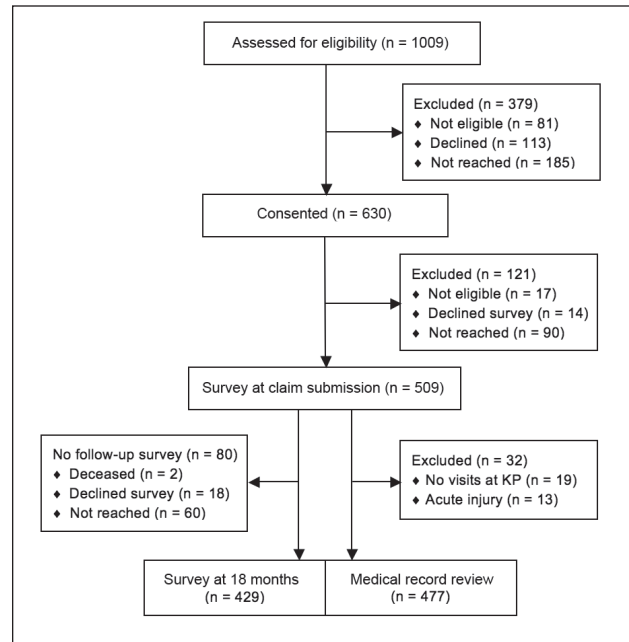 Assessed for eligibility (n = 1009)
Excluded (n = 379)
♦ Not eligible (n = 81)
♦ Declined (n = 113)
♦ Not reached (n = 185)
Consented (n = 630)
Excluded (n = 121)
♦ Not eligible (n = 17)
♦ Declined survey (n = 14)
♦ Not reached (n = 90)
Survey at claim submission (n = 509)
No follow-up survey (n = 80)
♦ Deceased (n = 2)
♦ Declined survey (n = 18)
♦ Not reached (n = 60)
Excluded (n = 32)
♦ No visits at KP (n = 19)
♦ Acute injury (n = 13)
Survey at 18 months
(n = 429)
Medical record review
(n = 477)